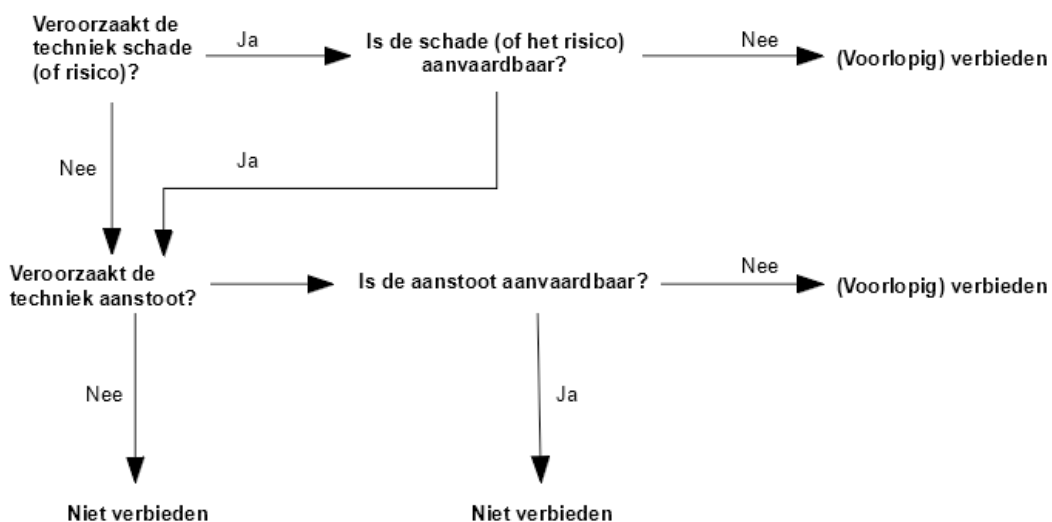 Veroorzaakt de
techniek schade
(of risico)?
Ja
Is de schade (of het risico)
aanvaardbaar?
Nee
(Voorlopig) verbieden
Nee
Ja
Veroorzaakt de
techniek aanstoot?
Is de aanstoot aanvaardbaar?
Nee
(Voorlopig) verbieden
Nee
Ja
Niet verbieden
Niet verbieden